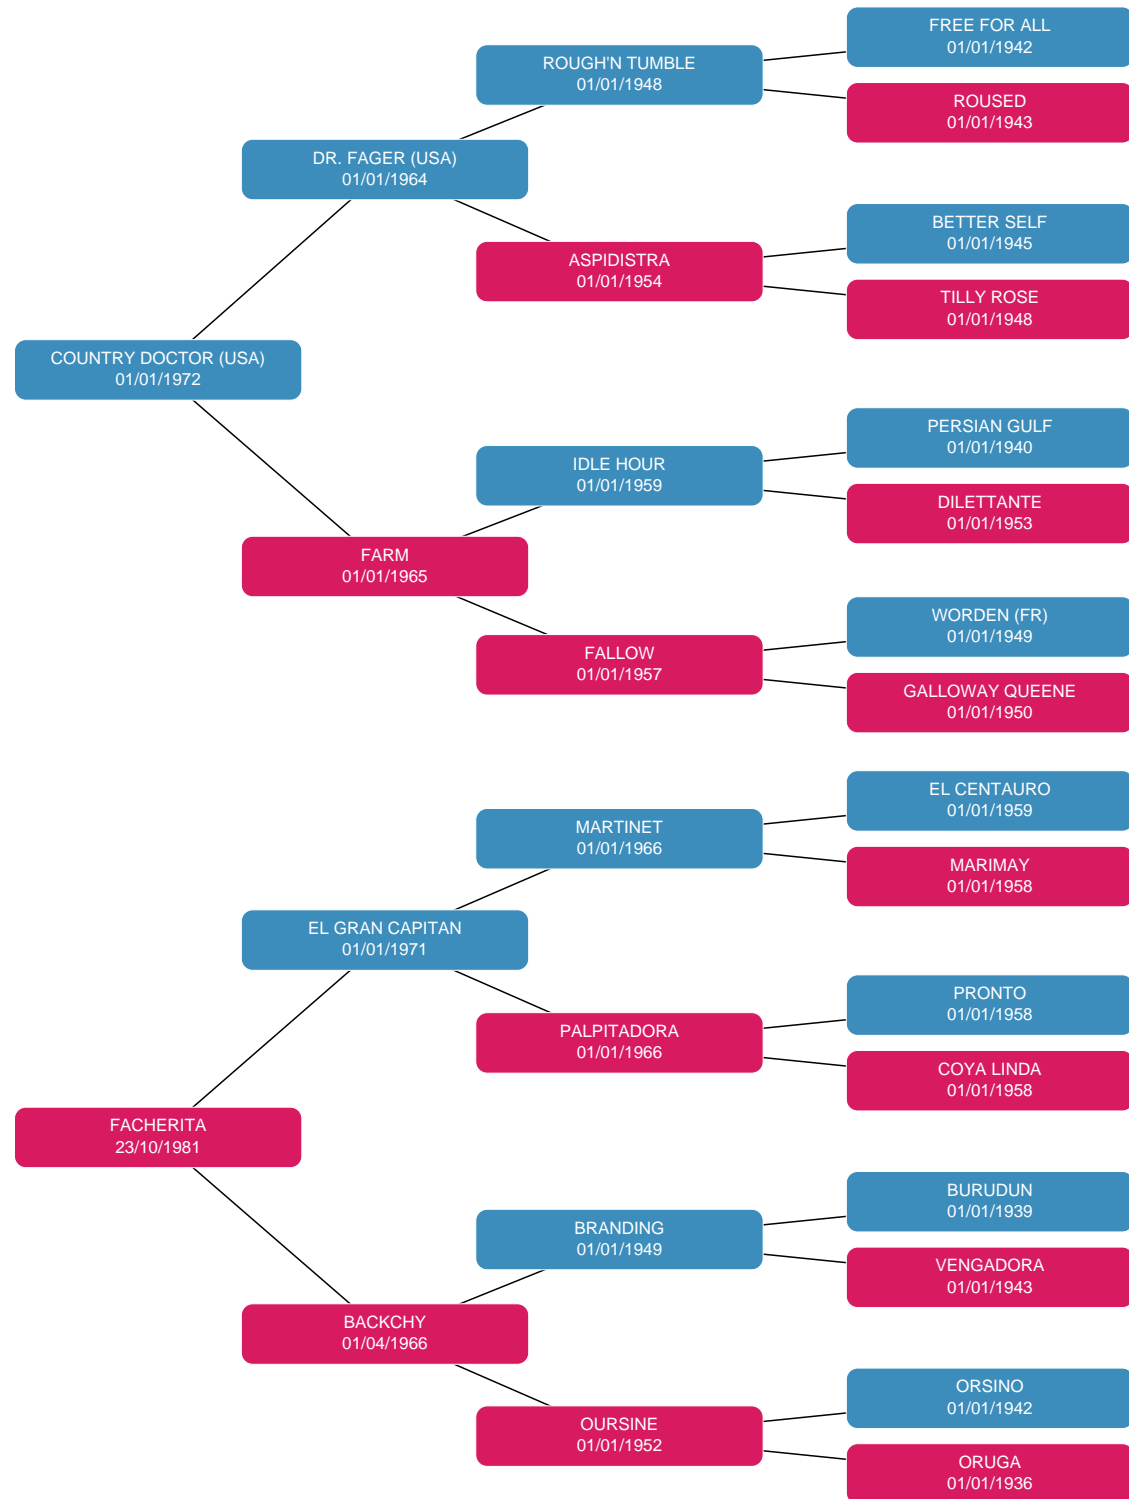 FREE FOR ALL
01/01/1942
ROUGH'N TUMBLE
01/01/1948
ROUSED
01/01/1943
DR. FAGER (USA)
01/01/1964
BETTER SELF
01/01/1945
ASPIDISTRA
01/01/1954
TILLY ROSE
01/01/1948
COUNTRY DOCTOR (USA)
01/01/1972
PERSIAN GULF
01/01/1940
IDLE HOUR
01/01/1959
DILETTANTE
01/01/1953
FARM
01/01/1965
WORDEN (FR)
01/01/1949
FALLOW
01/01/1957
GALLOWAY QUEENE
01/01/1950
EL CENTAURO
01/01/1959
MARTINET
01/01/1966
MARIMAY
01/01/1958
EL GRAN CAPITAN
01/01/1971
PRONTO
01/01/1958
PALPITADORA
01/01/1966
COYA LINDA
01/01/1958
FACHERITA
23/10/1981
BURUDUN
01/01/1939
BRANDING
01/01/1949
VENGADORA
01/01/1943
BACKCHY
01/04/1966
ORSINO
01/01/1942
OURSINE
01/01/1952
ORUGA
01/01/1936